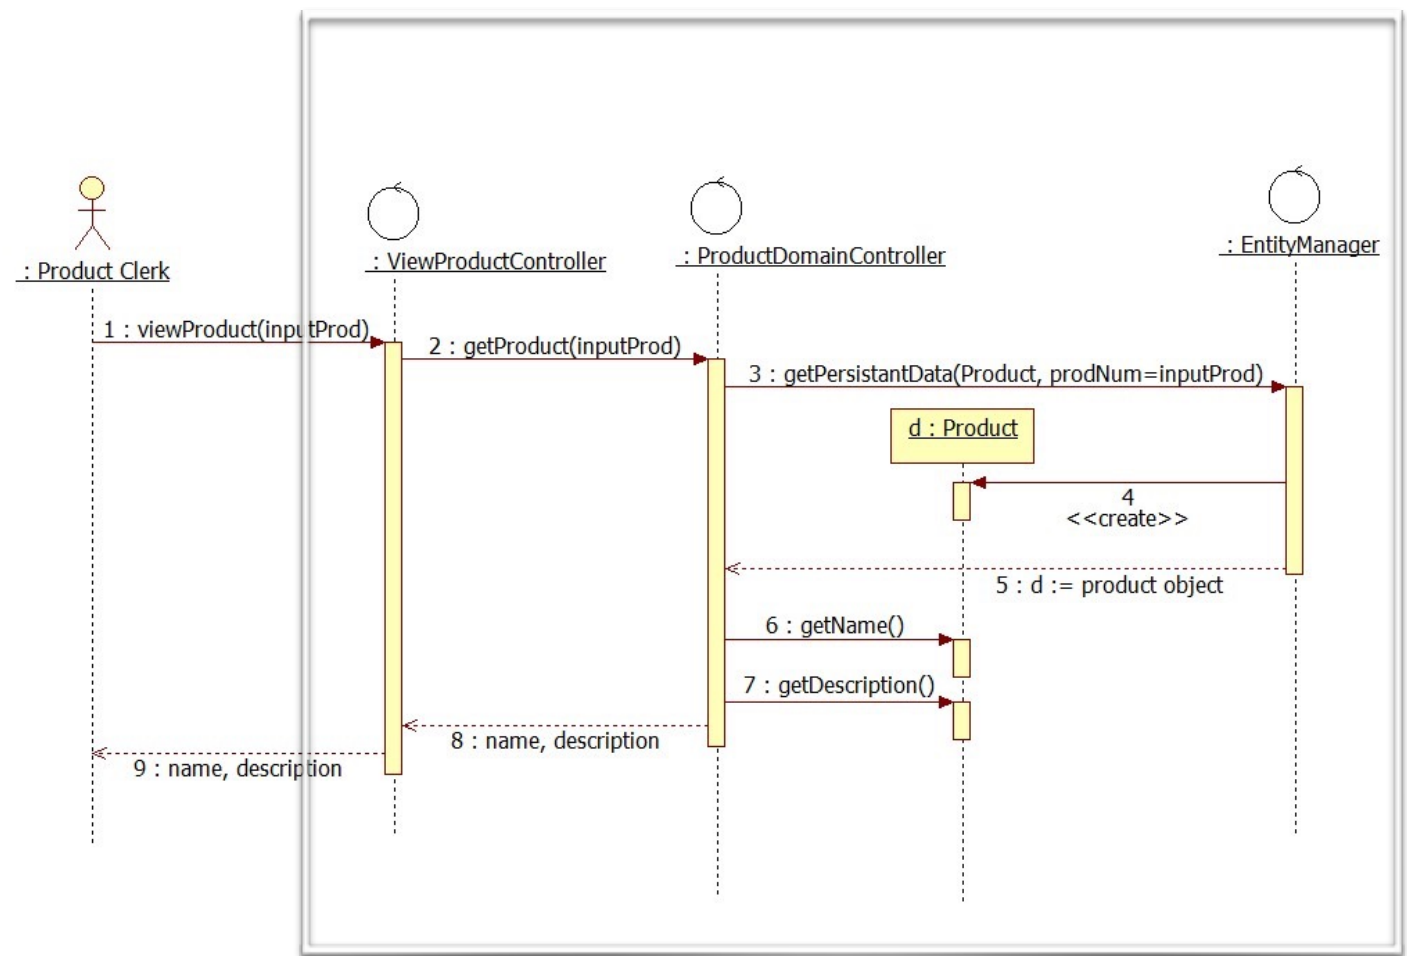 : Product Clerk
: ViewProductController
: ProductDomainController
: EntityManager
1 : viewProduct(inputProd)
2 : getProduct(inputProd)
3 : getPersistantData(Product, prodNum=inputProd)
d : Product
4
<<create>>
5 : d := product object
6 : getName()
7 : getDescription()
8 : name, description
9 : name, description